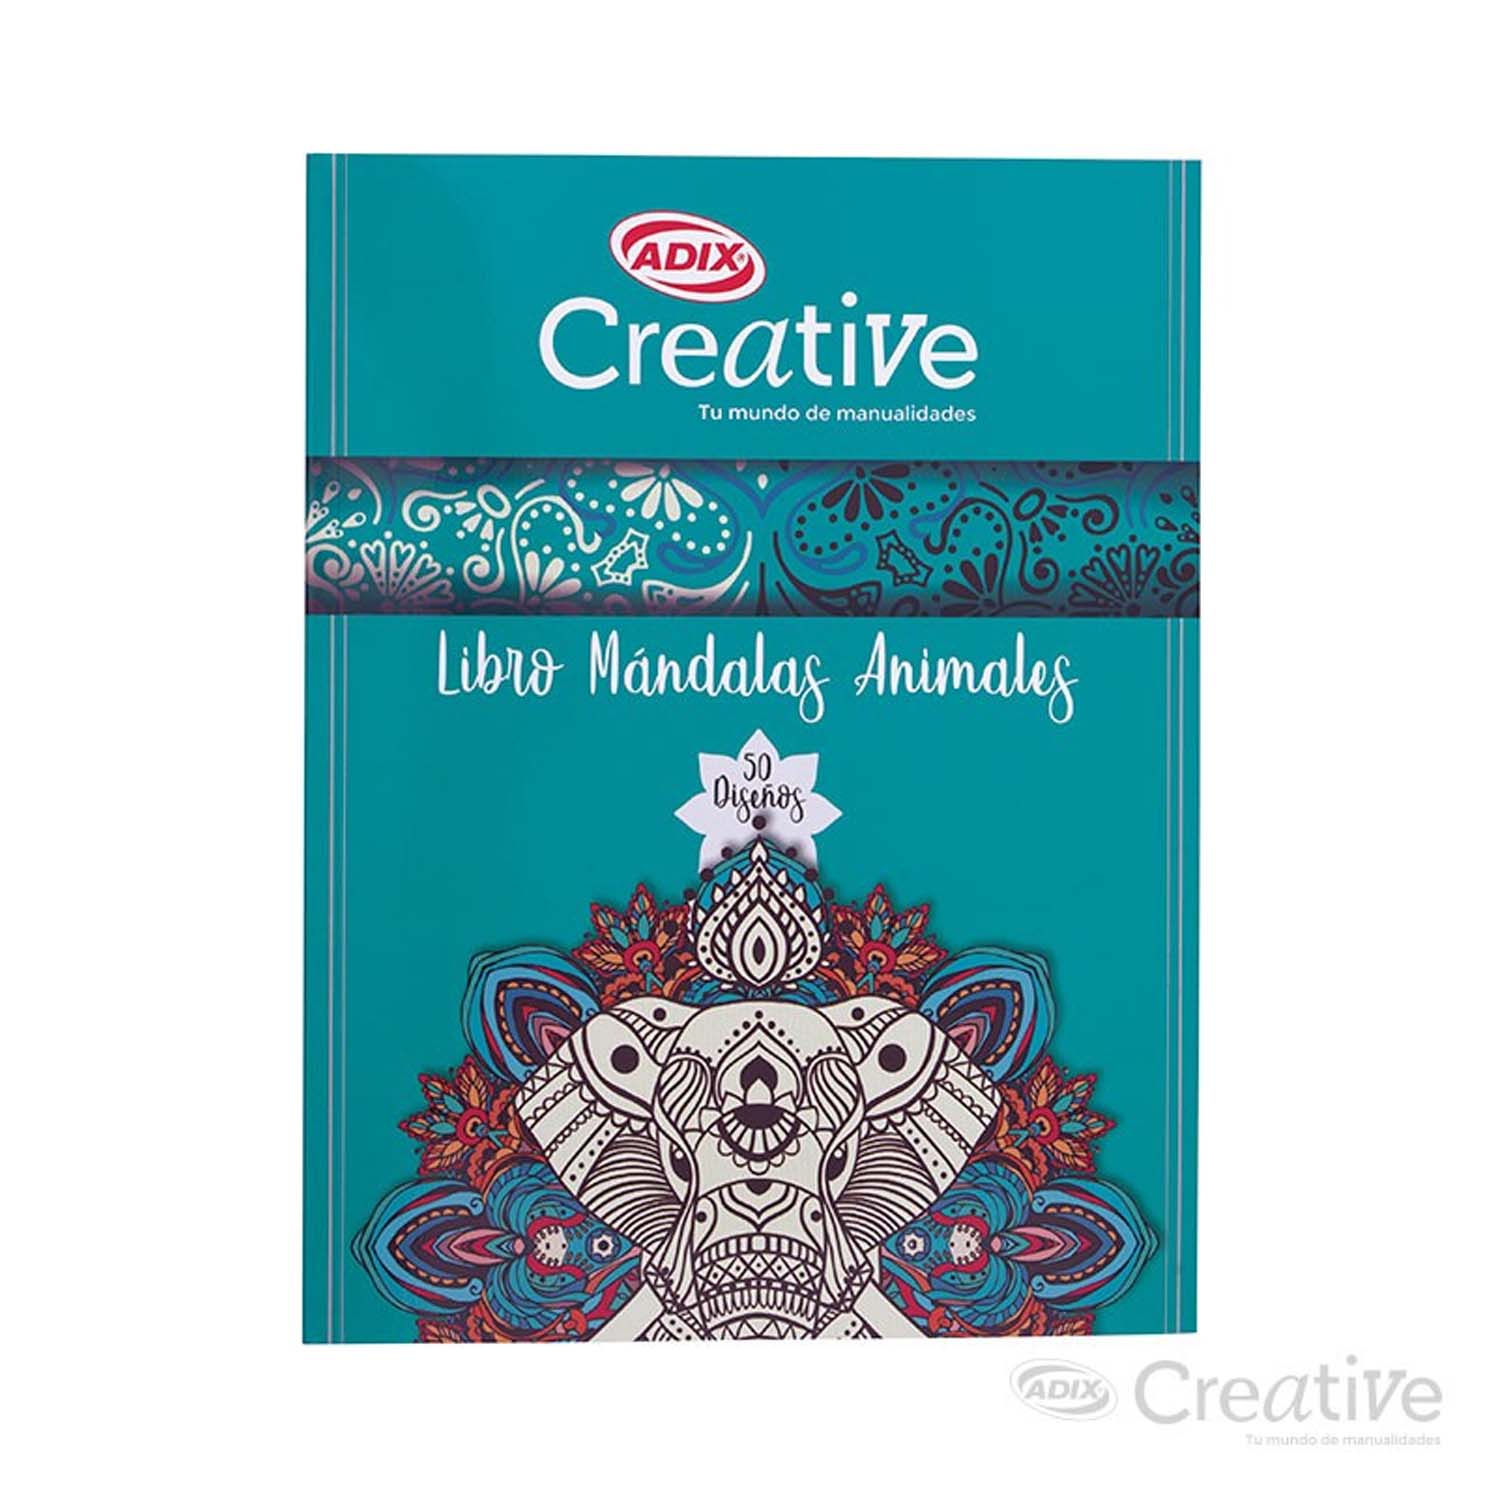 ADIX®
Creative
Tu mundo de manualidades
Libro Mándalas Animales
50
Diseños
ADIX
Creative
Tu mundo de manualidades